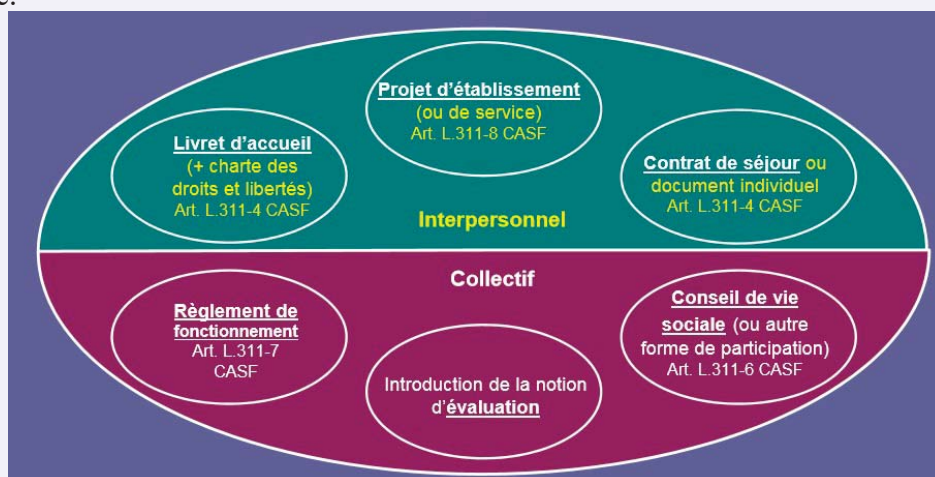 Projet d'établissement
(ou de service)
Art. L.311-8 CASF
Livret d'accueil
(+ charte des
droits et libertés)
Art. L.311-4 CASF
Contrat de séjour ou
document individuel
Art. L.311-4 CASF
Interpersonnel
Collectif
Règlement de
fonctionnement
Art. L.311-7
CASF
Introduction de la notion
d'évaluation
Conseil de vie
sociale (ou autre
forme de participation)
Art. L.311-6 CASF